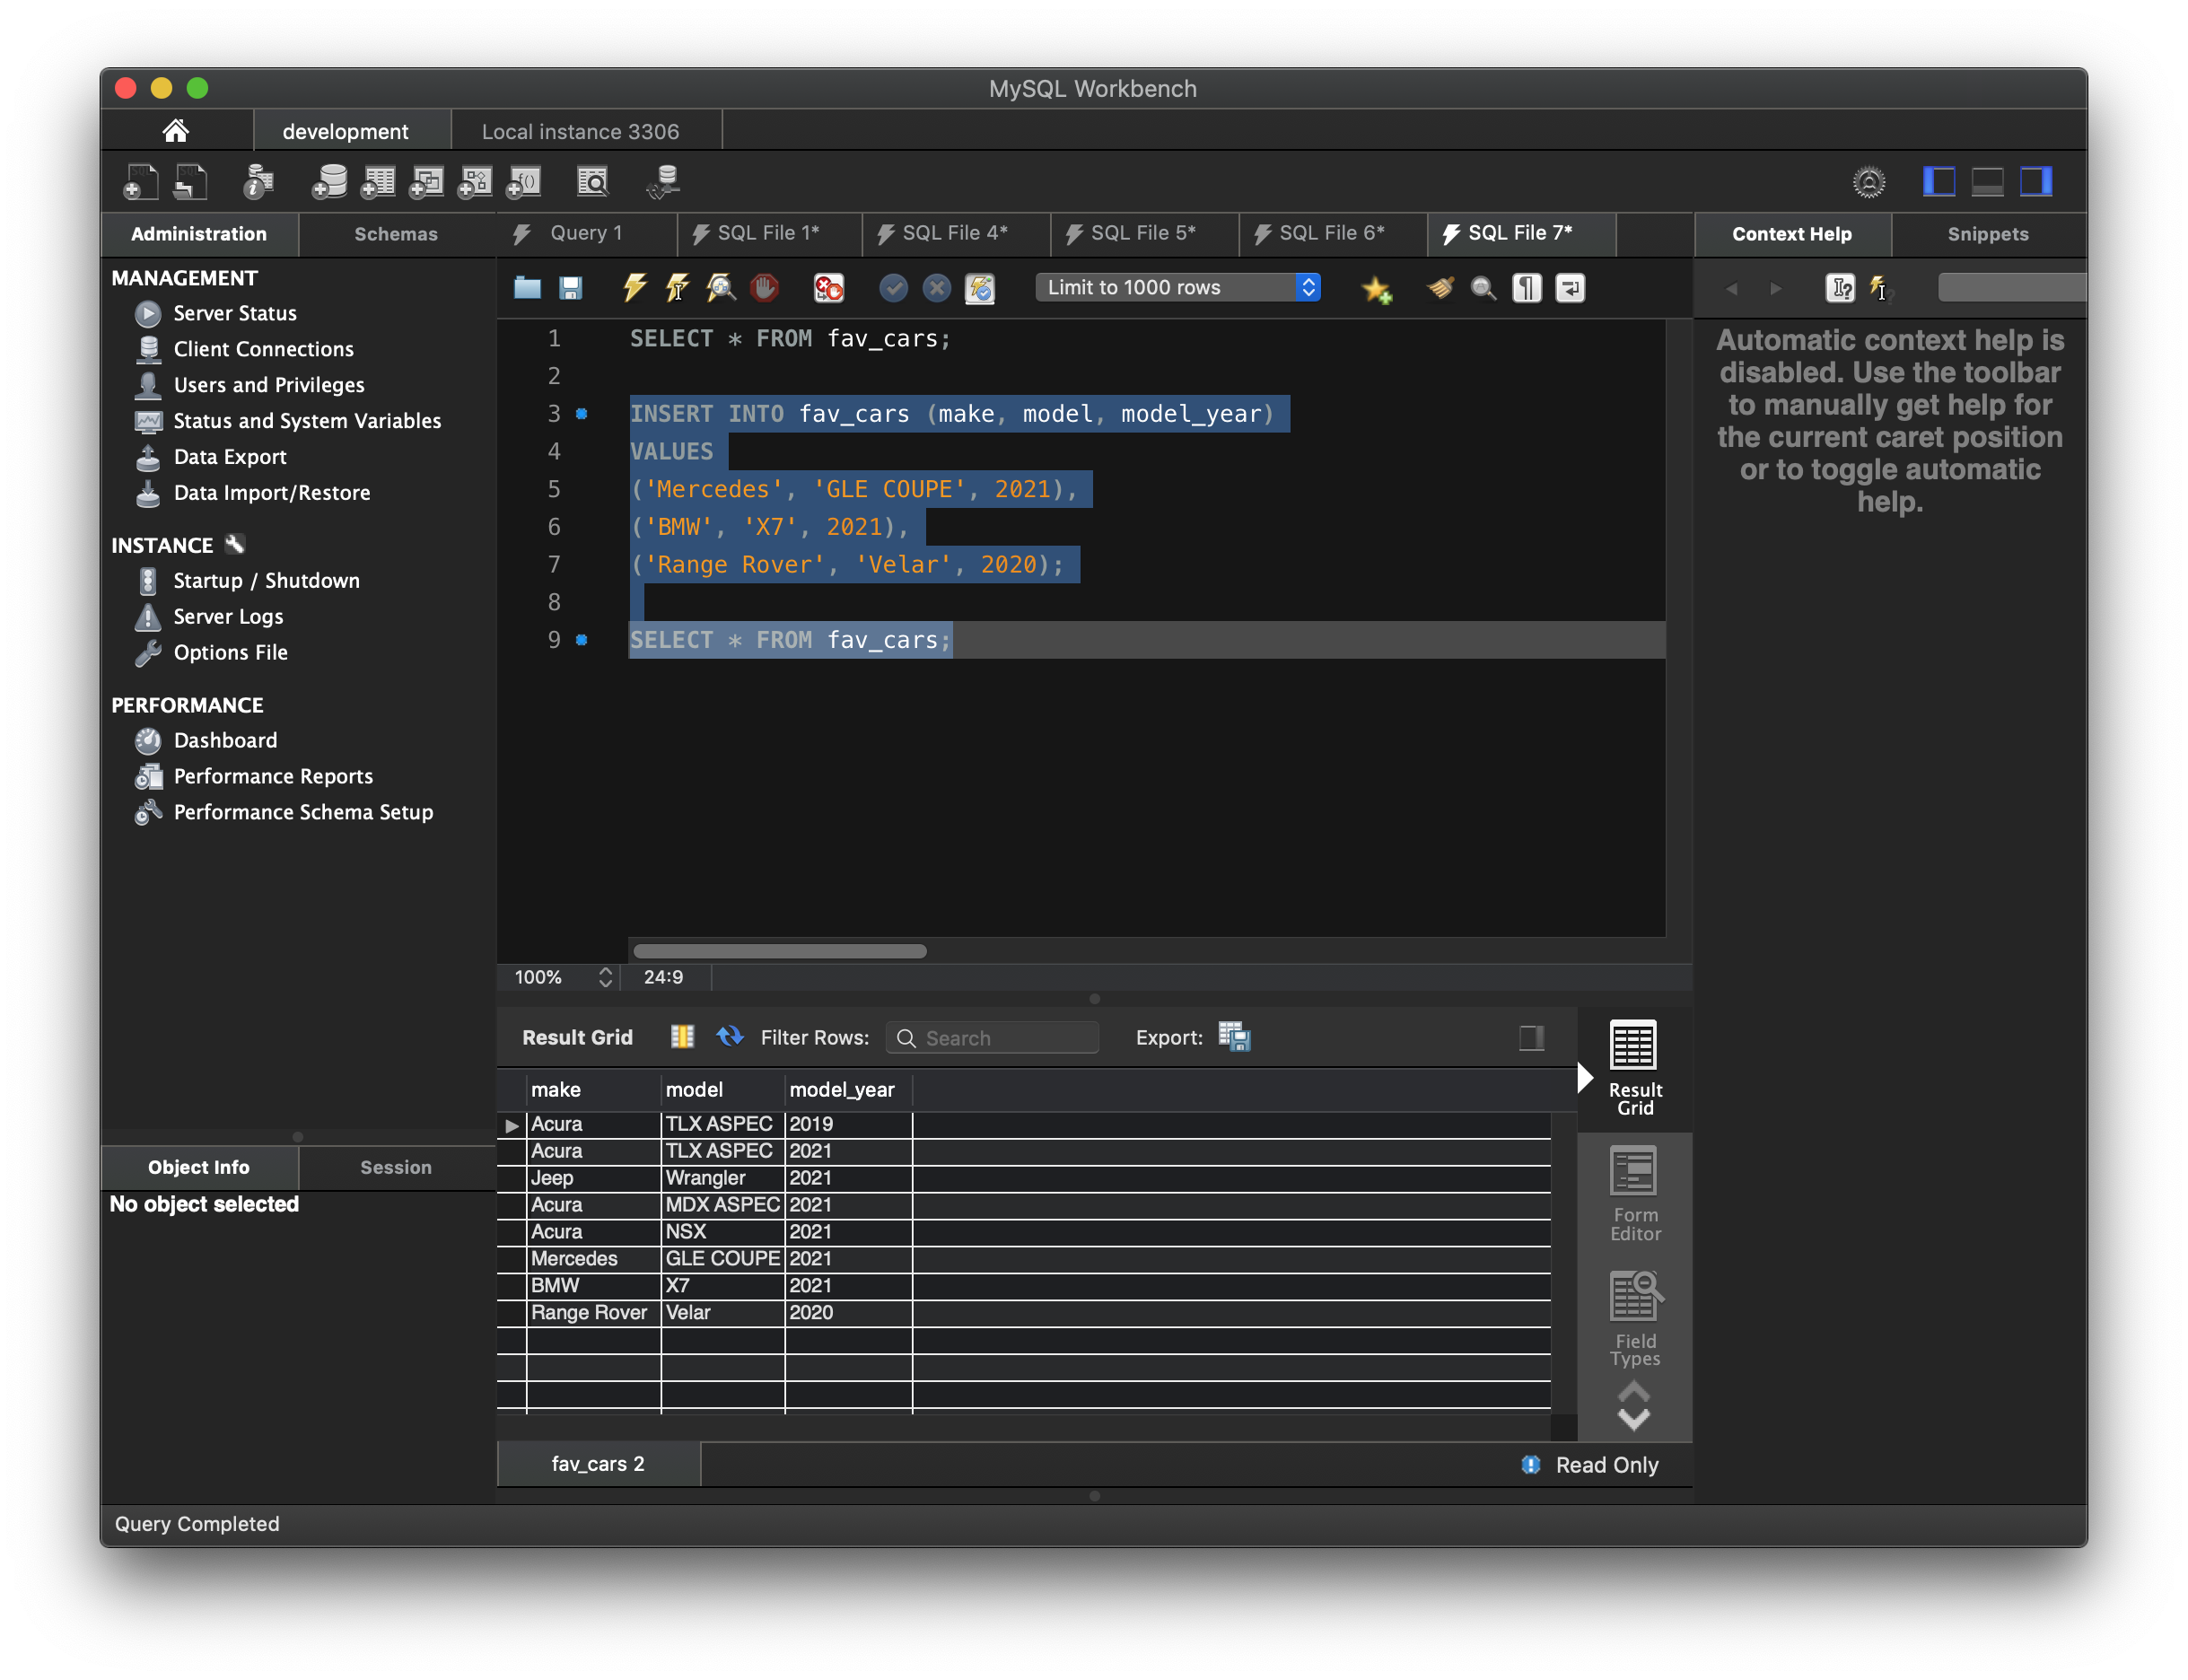 MySQL Workbench
development
Local instance 3306
Administration
Schemas
Query 1
SQL File 1*
SQL File 4*
SQL File 5*
SQL File 6*
SQL File 7*
Context Help
Snippets
MANAGEMENT
Server Status
Client Connections
Users and Privileges
Status and System Variables
Data Export
Data Import/Restore
INSTANCE
Startup / Shutdown
Server Logs
Options File
PERFORMANCE
Dashboard
Performance Reports
Performance Schema Setup
Object Info
Session
No object selected
Limit to 1000 rows
1 SELECT * FROM fav_cars;
2
3 INSERT INTO fav_cars (make, model, model_year)
4 VALUES
5 ('Mercedes', 'GLE COUPE', 2021),
6 ('BMW', 'X7', 2021),
7 ('Range Rover', 'Velar', 2020);
8
9 SELECT * FROM fav_cars;
100%
24:9
Result Grid
Filter Rows:
Search
Export:
make model model_year
Acura TLX ASPEC 2019
Acura TLX ASPEC 2021
Jeep Wrangler 2021
Acura MDX ASPEC 2021
Acura NSX 2021
Mercedes GLE COUPE 2021
BMW X7 2021
Range Rover Velar 2020
Result
Grid
Form
Editor
Field
Types
fav_cars 2
Read Only
Automatic context help is
disabled. Use the toolbar
to manually get help for
the current caret position
or to toggle automatic
help.
Query Completed